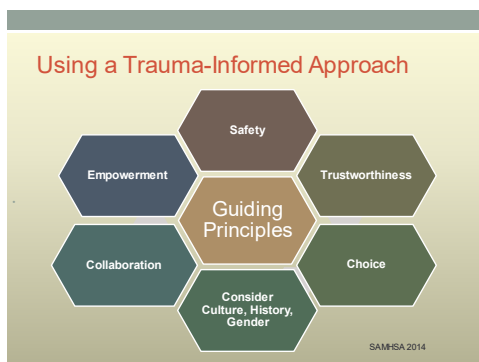 Using a Trauma-Informed Approach
Safety
Empowerment
Trustworthiness
Guiding
Principles
Collaboration
Choice
Consider
Culture, History,
Gender
SAMHSA 2014